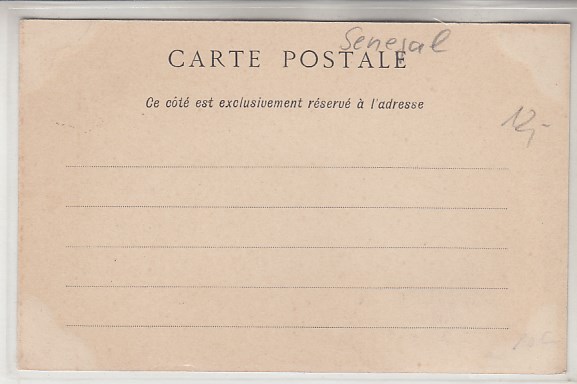 Senegal
CARTE POSTALE
Ce côté est exclusivement réservé à l'adresse
12,-